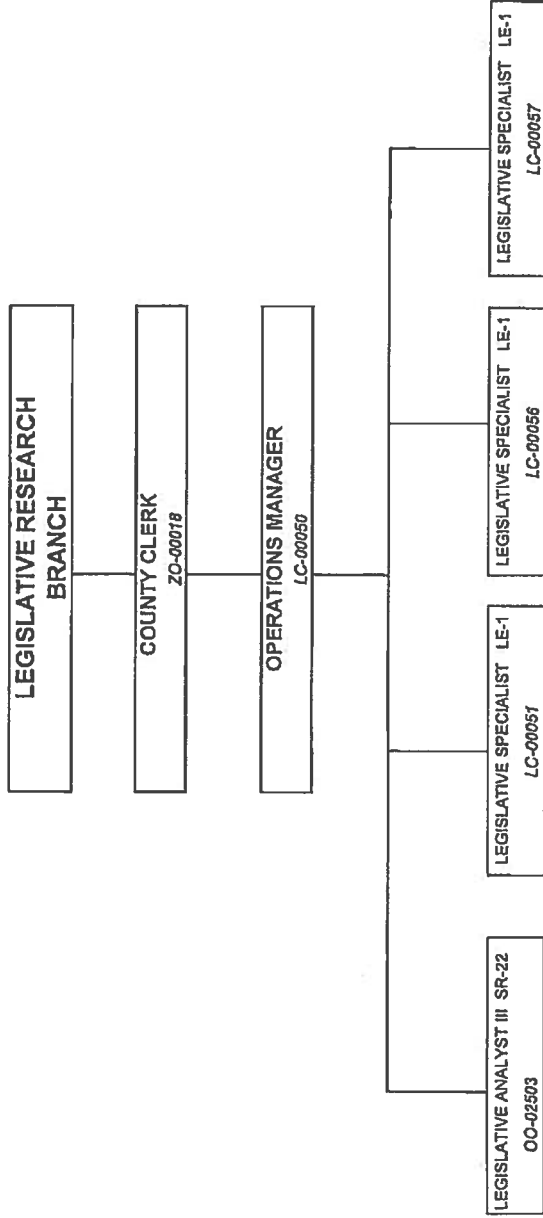 LEGISLATIVE RESEARCH
BRANCH
COUNTY CLERK
ZO-00018
OPERATIONS MANAGER
LC-00050
LEGISLATIVE ANALYST III SR-22
OO-02503
LEGISLATIVE SPECIALIST LE-1
LC-00051
LEGISLATIVE SPECIALIST LE-1
LC-00056
LEGISLATIVE SPECIALIST LE-1
LC-00057